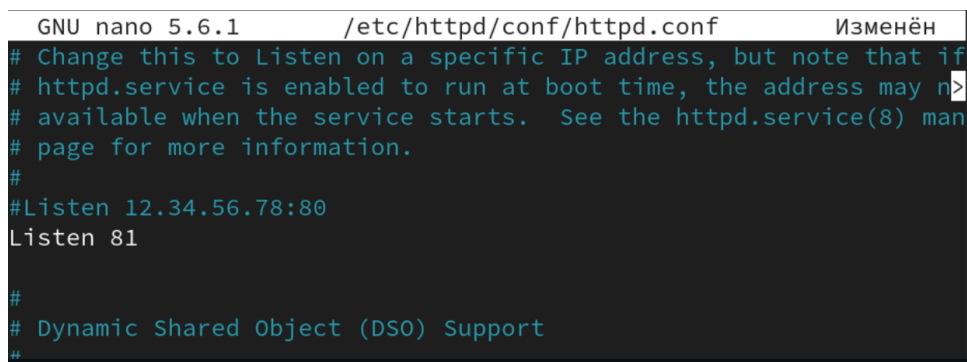 GNU nano 5.6.1 /etc/httpd/conf/httpd.conf Изменён
# Change this to Listen on a specific IP address, but note that if
# httpd.service is enabled to run at boot time, the address may n>
# available when the service starts.  See the httpd.service(8) man
# page for more information.
#
#Listen 12.34.56.78:80
Listen 81
#
# Dynamic Shared Object (DSO) Support
#